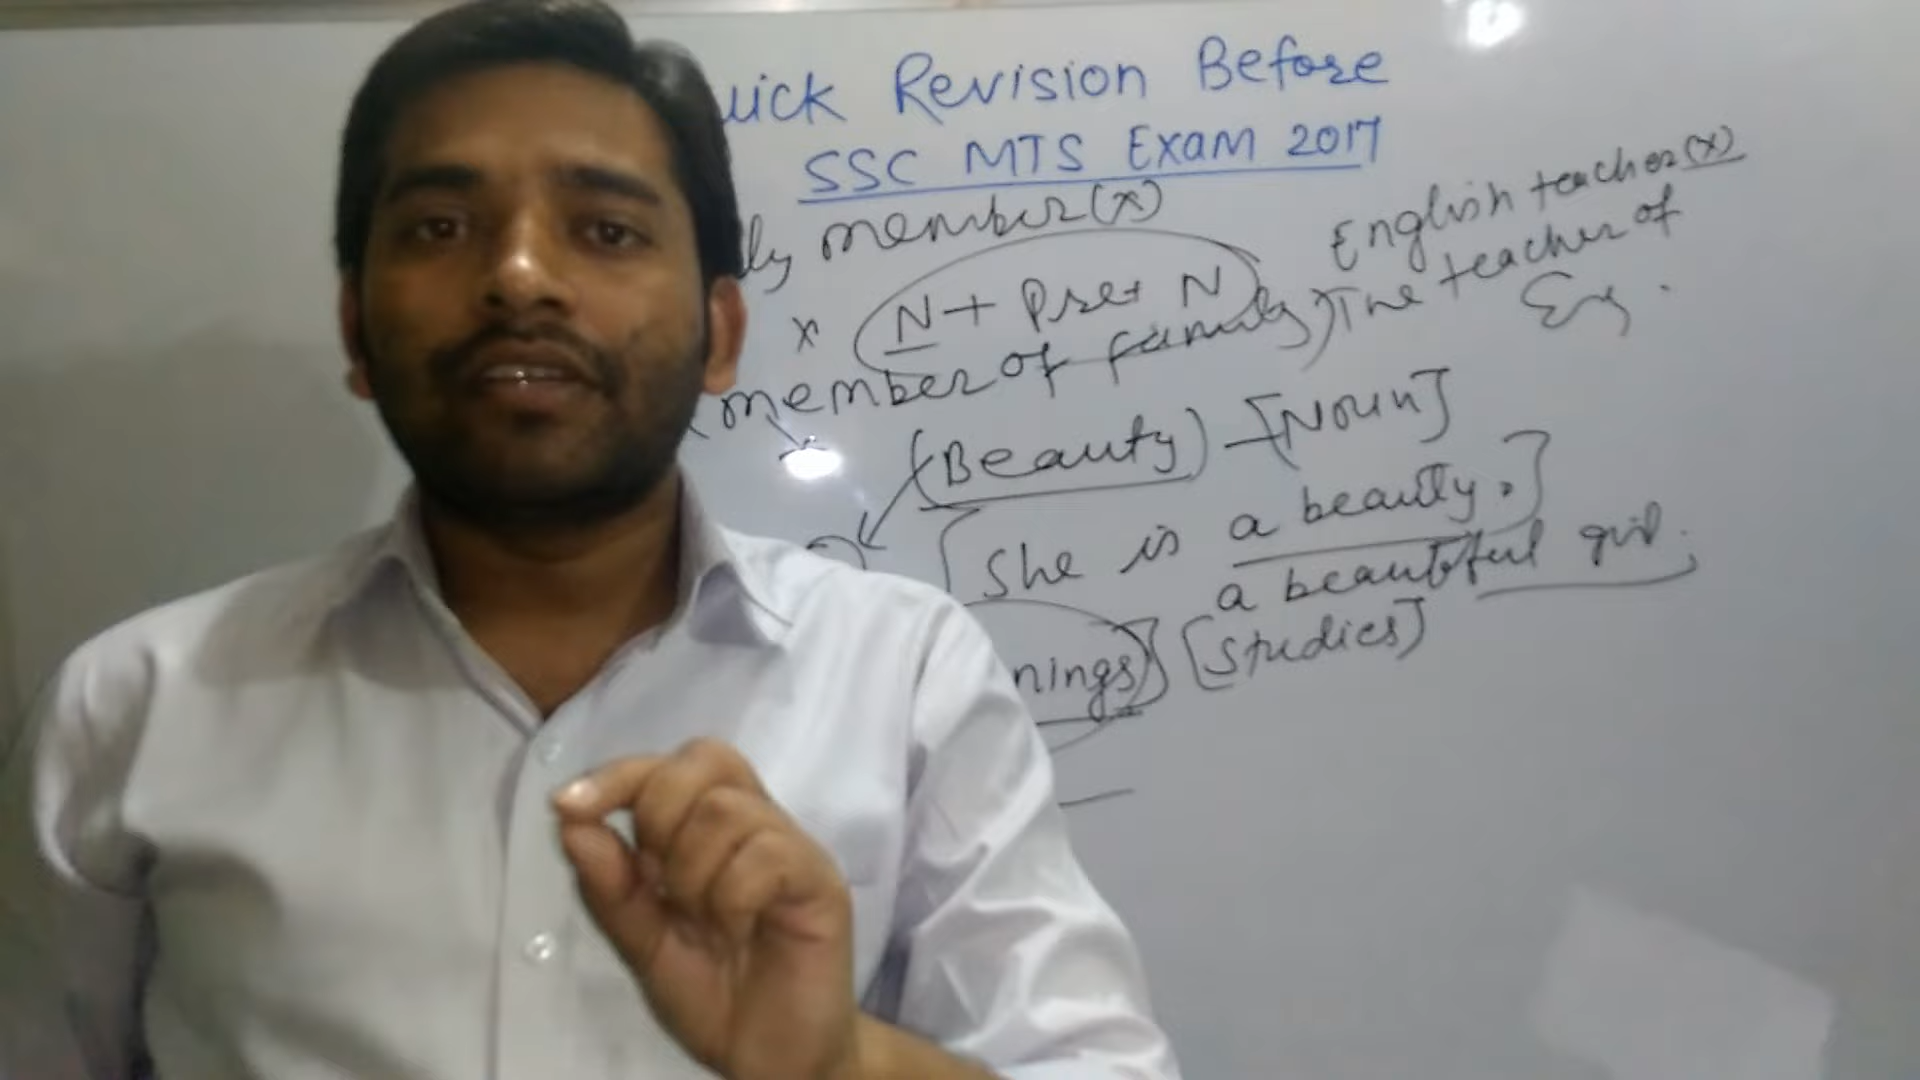 uick Revision Before
SSC MTS Exam 2017
ly member(x)
English teacher(x)
x N + Pre+ N
The teacher of
Eng.
(member of family)
(Beauty) - [Noun]
[She is a beauty.]
a beautiful girl.
nings] [studies]